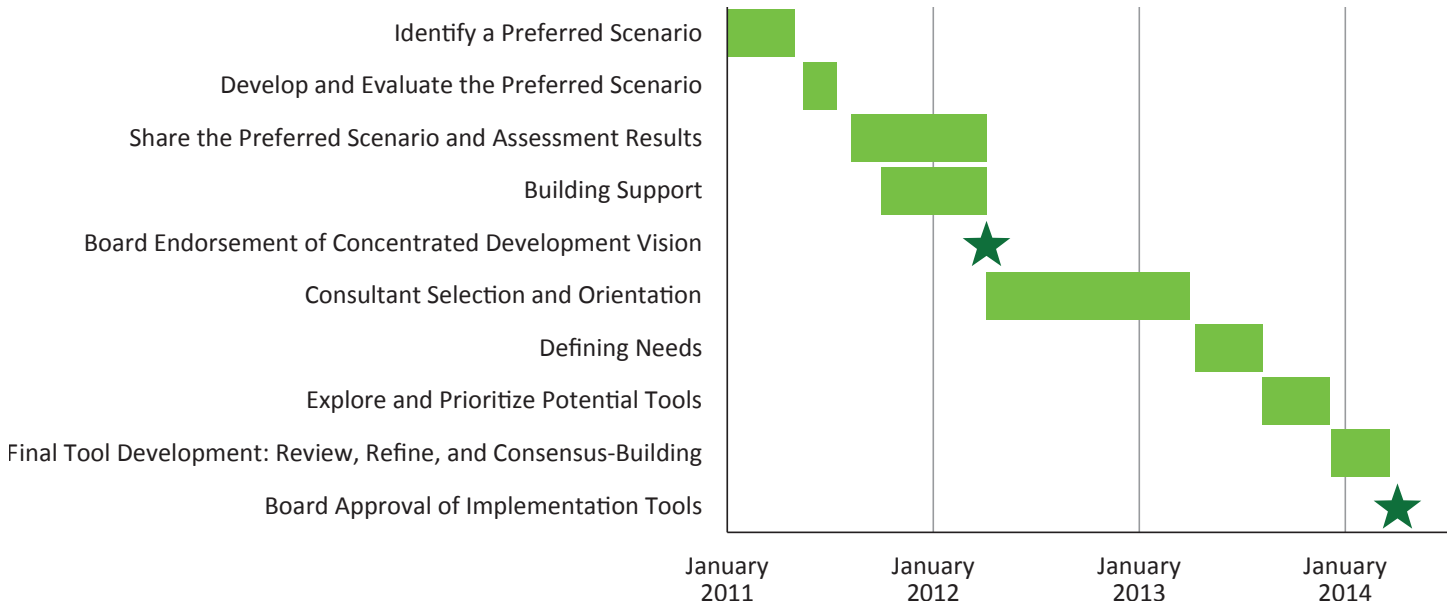 Identify a Preferred Scenario
Develop and Evaluate the Preferred Scenario
Share the Preferred Scenario and Assessment Results
Building Support
Board Endorsement of Concentrated Development Vision
Consultant Selection and Orientation
Defining Needs
Explore and Prioritize Potential Tools
Final Tool Development: Review, Refine, and Consensus-Building
Board Approval of Implementation Tools
January January January January
2011 2012 2013 2014